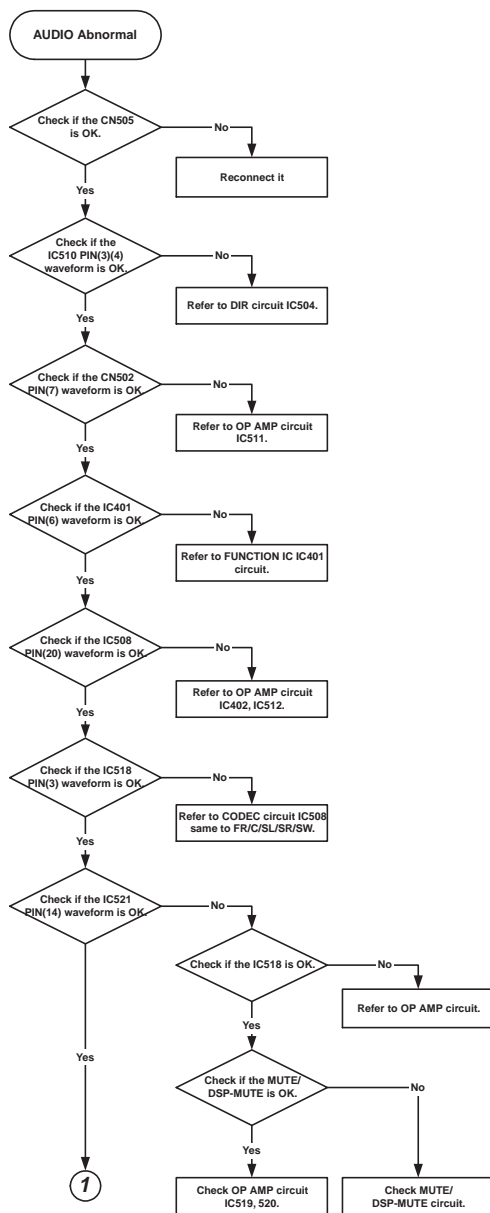 AUDIO Abnormal
Check if the CN505
is OK.
No
Reconnect it
Yes
Check if the
IC510 PIN(3)(4)
waveform is OK.
No
Refer to DIR circuit IC504.
Yes
Check if the CN502
PIN(7) waveform is OK
No
Refer to OP AMP circuit
IC511.
Yes
Check if the IC401
PIN(6) waveform is OK.
No
Refer to FUNCTION IC IC401
circuit.
Yes
Check if the IC508
PIN(20) waveform is OK.
No
Refer to OP AMP circuit
IC402, IC512.
Yes
Check if the IC518
PIN(3) waveform is OK.
No
Refer to CODEC circuit IC508
same to FR/C/SL/SR/SW.
Yes
Check if the IC521
PIN(14) waveform is OK.
No
Check if the IC518 is OK.
No
Refer to OP AMP circuit.
Yes
Yes
Check if the MUTE/
DSP-MUTE is OK.
No
Yes
1
Check OP AMP circuit
IC519, 520.
Check MUTE/
DSP-MUTE circuit.